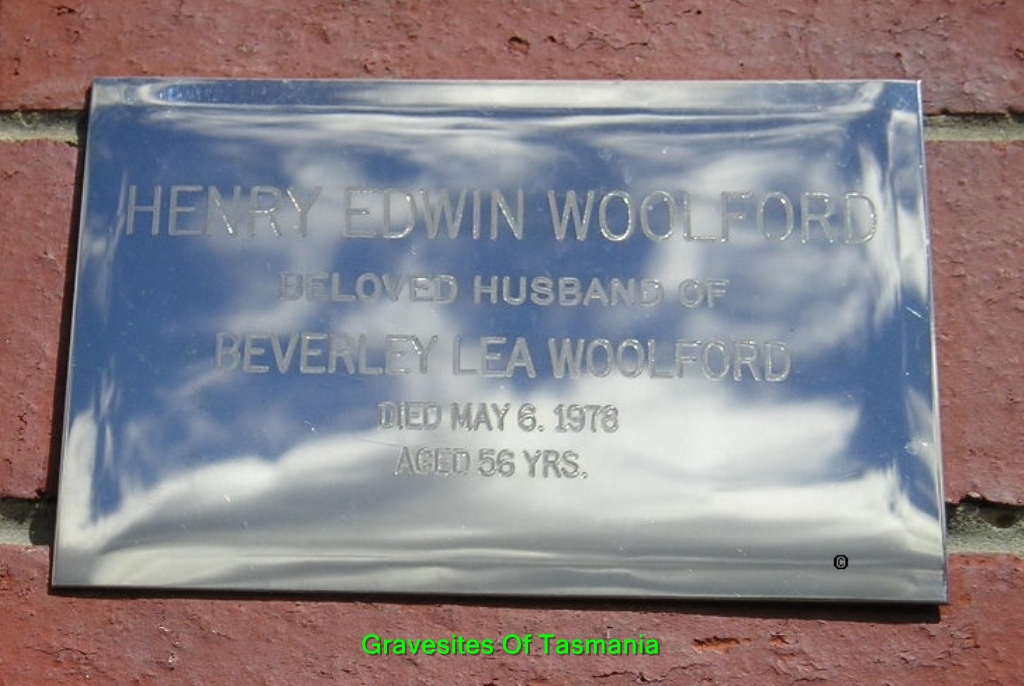 HENRY EDWIN WOOLFORD
BELOVED HUSBAND OF
BEVERLEY LEA WOOLFORD
DIED MAY 6. 1978
AGED 56 YRS.
©
Gravesites Of Tasmania